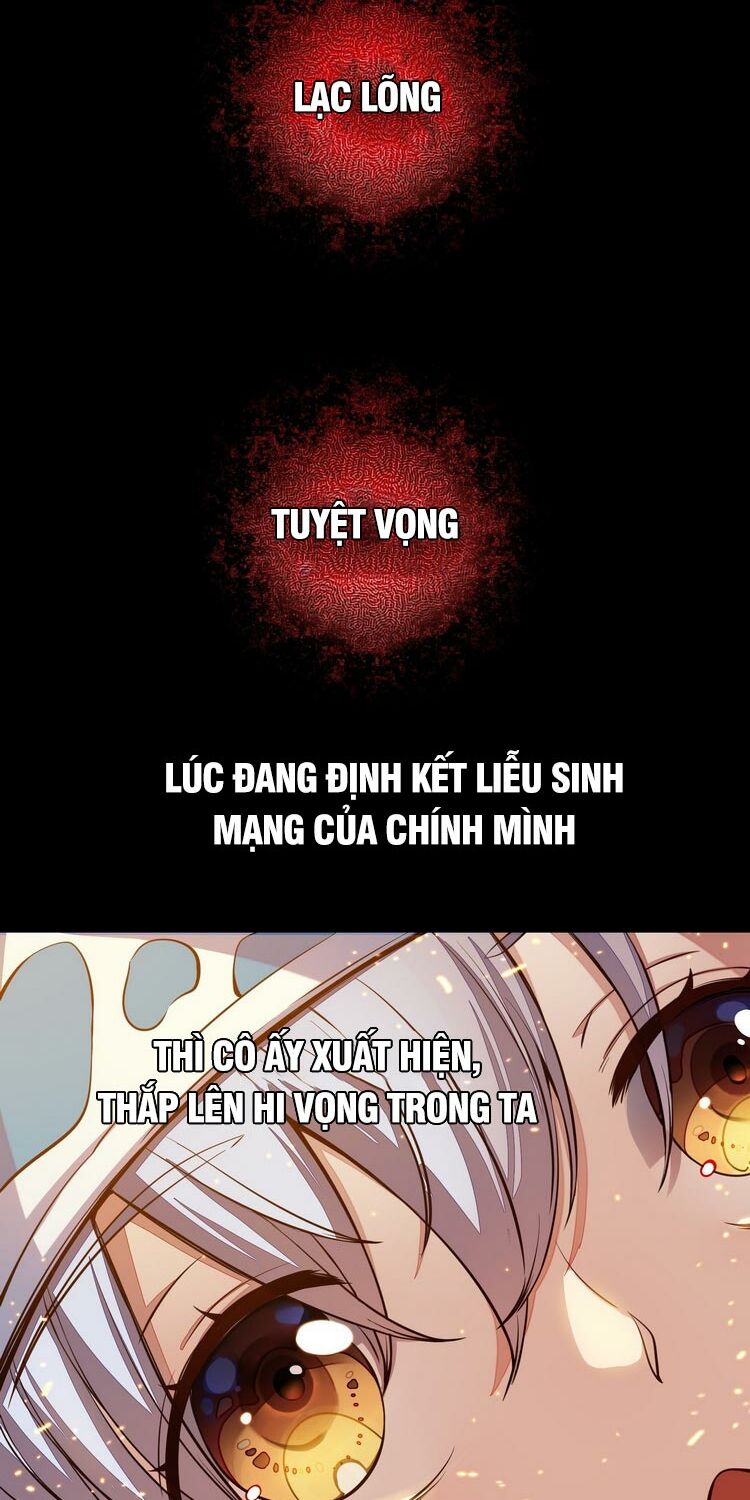 LẠC LÕNG
TUYỆT VỌNG
LÚC ĐANG ĐỊNH KẾT LIỄU SINH
MẠNG CỦA CHÍNH MÌNH
THÌ CÔ ẤY XUẤT HIỆN,
THẮP LÊN HI VỌNG TRONG TA